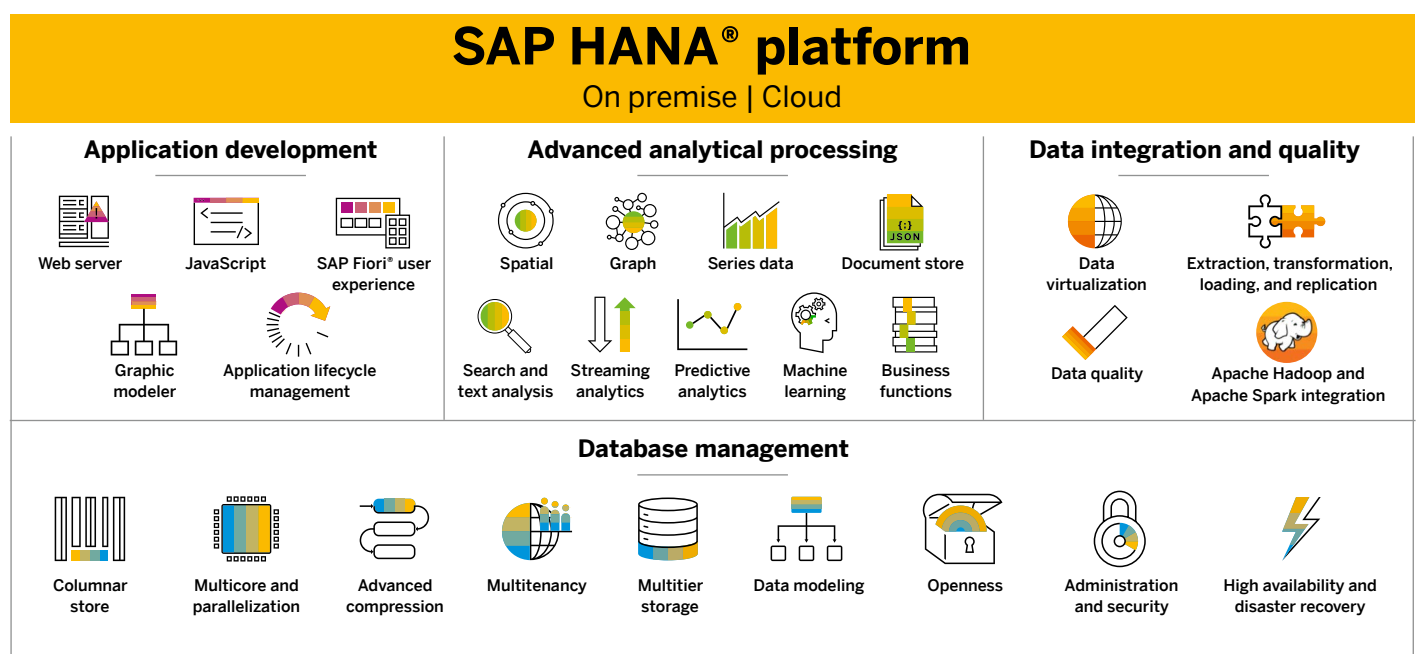 SAP HANA® platform
On premise | Cloud
Application development
Web server
JavaScript
SAP Fiori® user
experience
Graphic
modeler
Application lifecycle
management
Advanced analytical processing
Spatial
Graph
Series data
{;}
JSON
Document store
Search and
text analysis
Streaming
analytics
Predictive
analytics
Machine
learning
Business
functions
Data integration and quality
Data
virtualization
Extraction, transformation,
loading, and replication
Data quality
Apache Hadoop and
Apache Spark integration
Database management
Columnar
store
Multicore and
parallelization
Advanced
compression
Multitenancy
Multitier
storage
Data modeling
Openness
Administration
and security
High availability and
disaster recovery